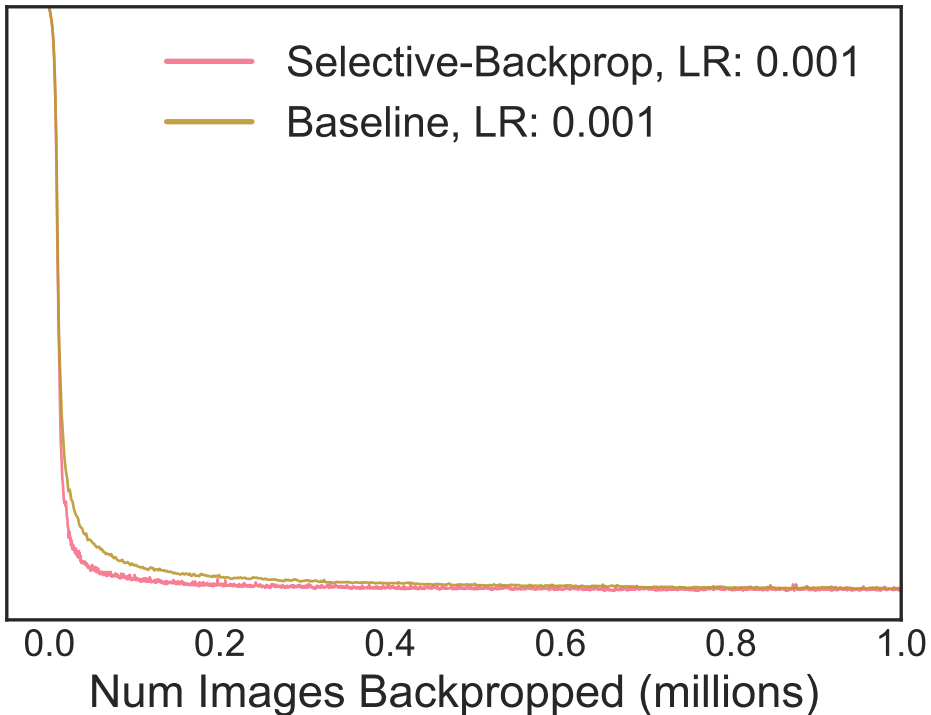 Selective-Backprop, LR: 0.001
Baseline, LR: 0.001
0.0 0.2 0.4 0.6 0.8 1.0
Num Images Backpropped (millions)